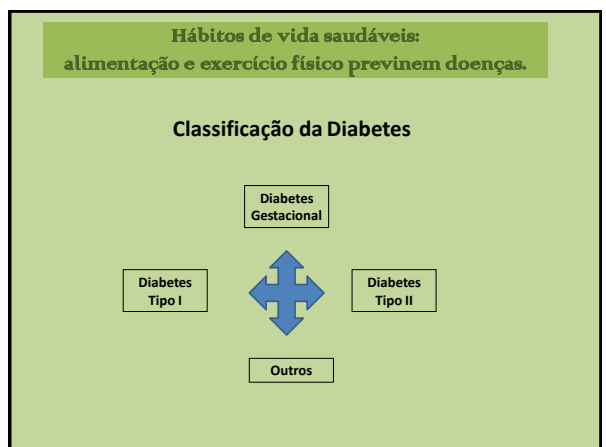 Hábitos de vida saudáveis:
alimentação e exercício físico previnem doenças.
Classificação da Diabetes
Diabetes
Gestacional
Diabetes
Tipo I
Diabetes
Tipo II
Outros